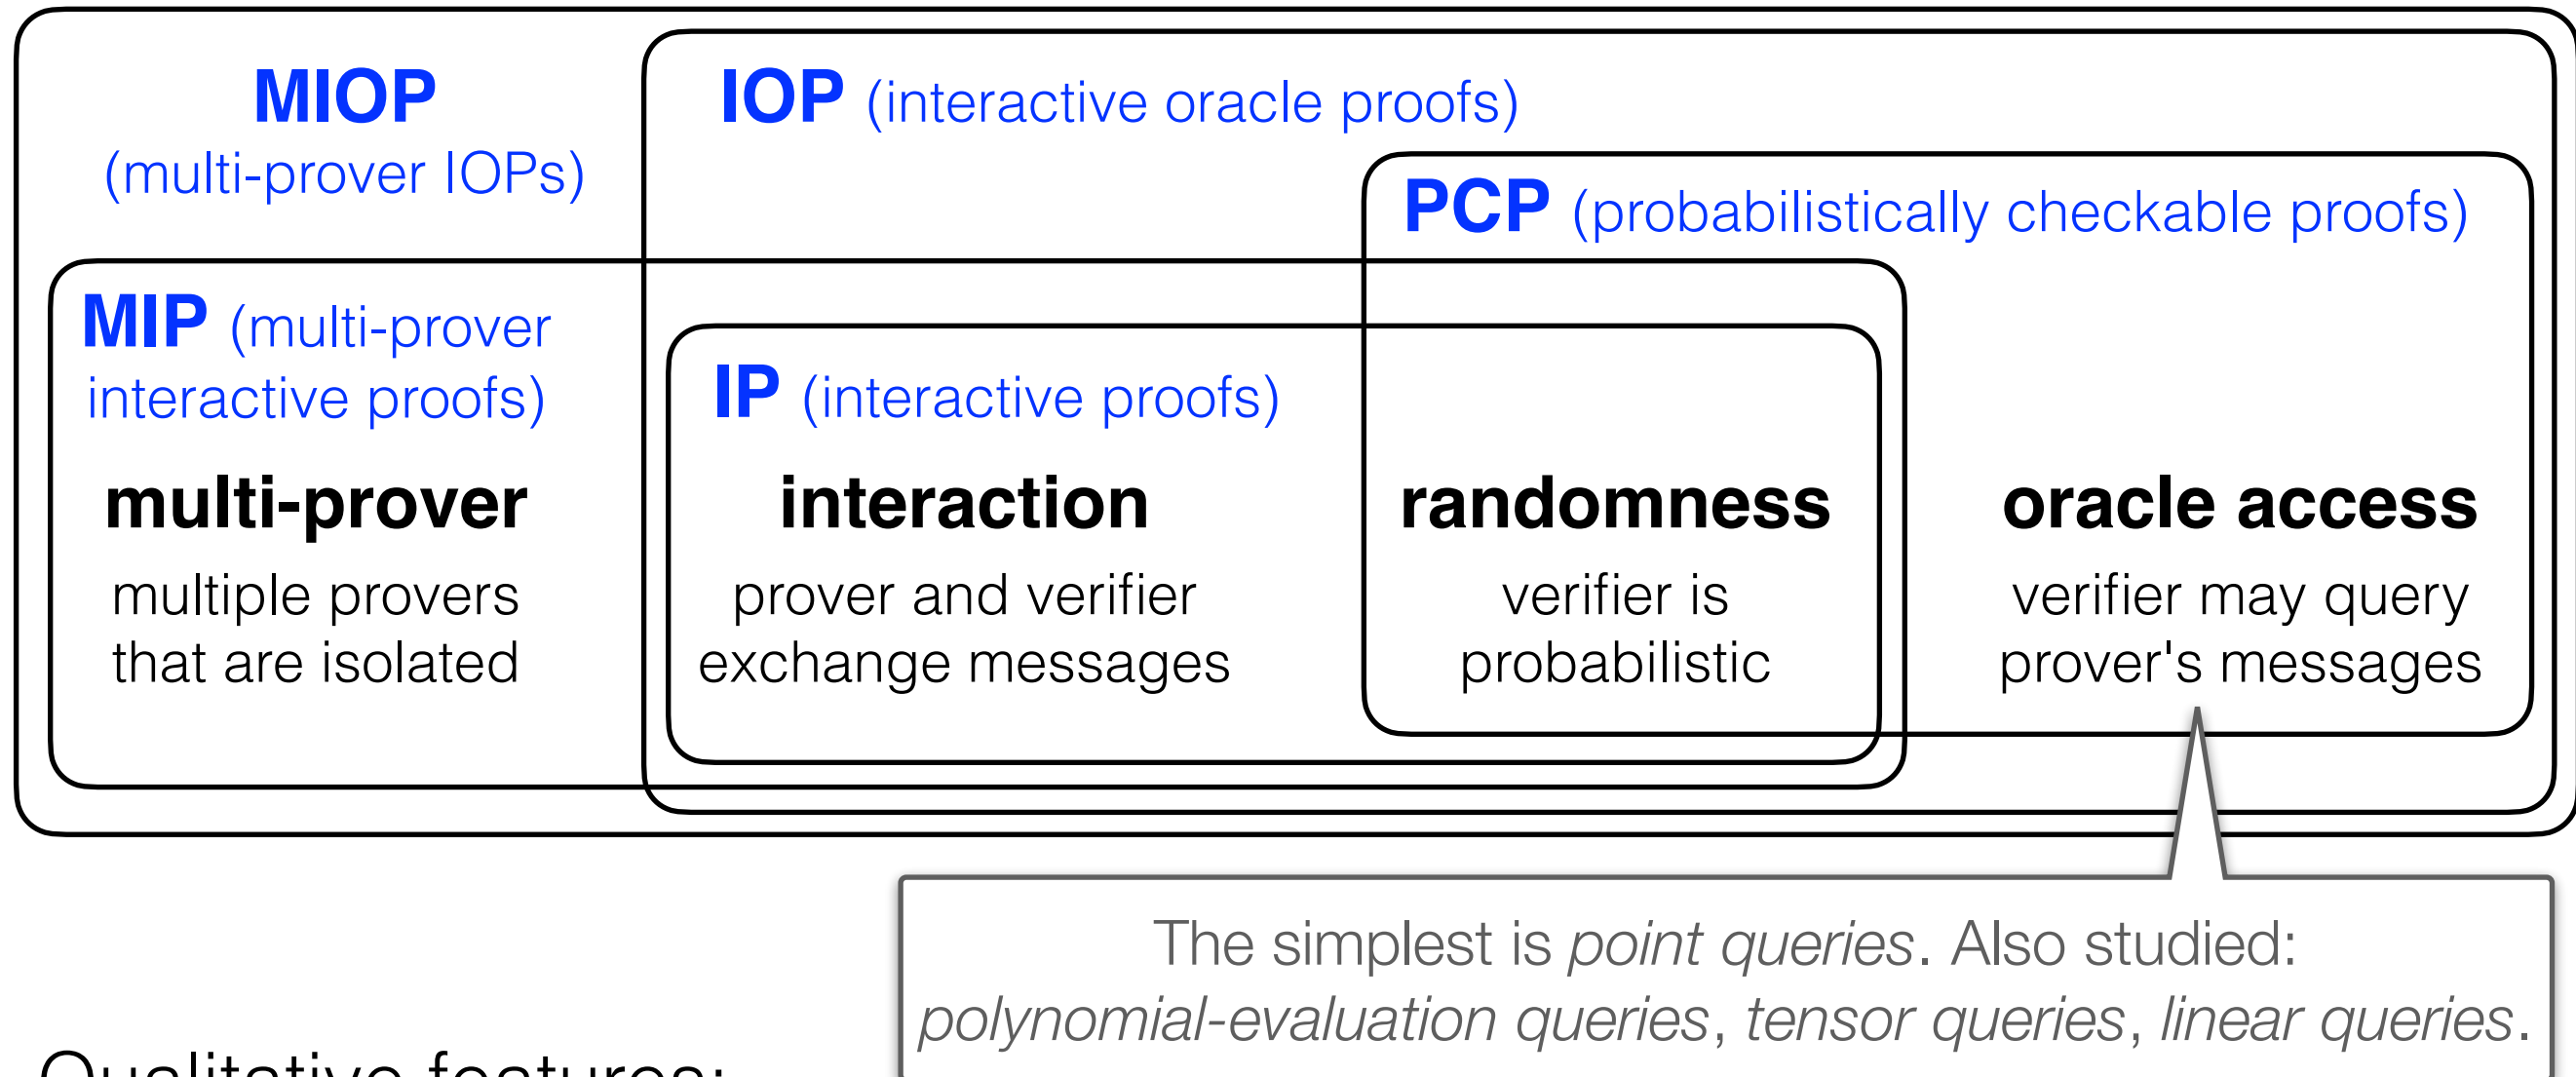 MIOP
(multi-prover IOPs)
IOP (interactive oracle proofs)
PCP (probabilistically checkable proofs)
MIP (multi-prover
interactive proofs)
IP (interactive proofs)
multi-prover
multiple provers
that are isolated
interaction
prover and verifier
exchange messages
randomness
verifier is
probabilistic
oracle access
verifier may query
prover's messages
The simplest is point queries. Also studied:
polynomial-evaluation queries, tensor queries, linear queries.
Qualitative features: